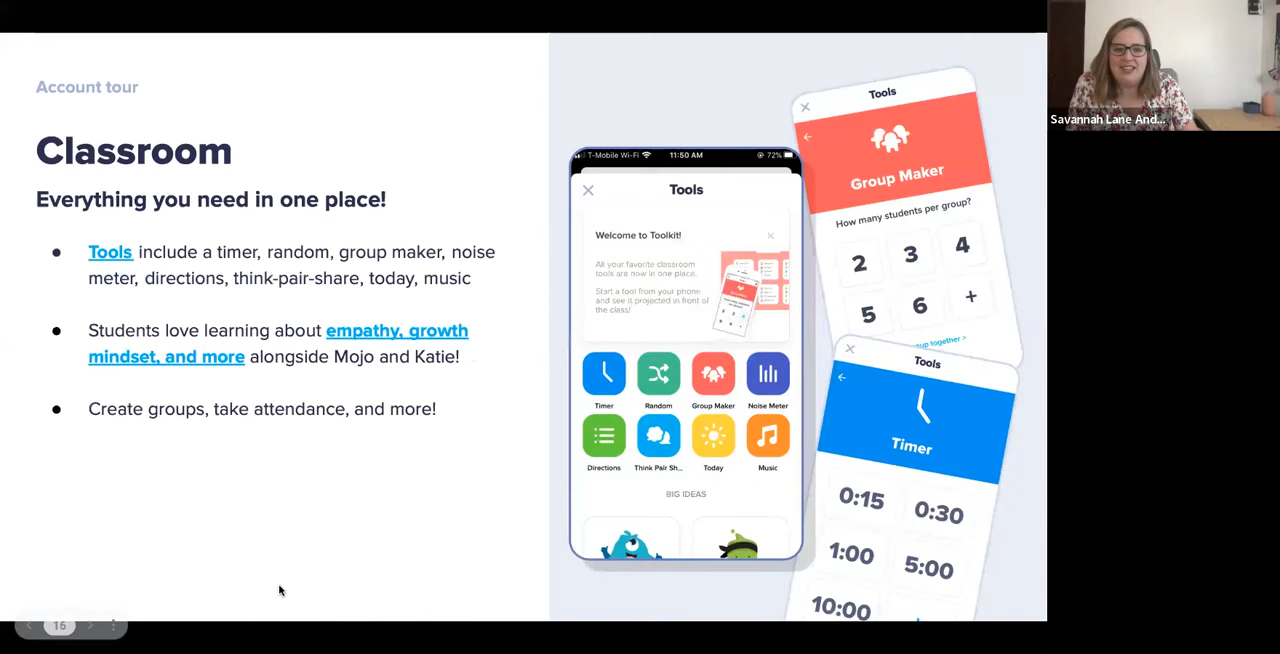 Account tour
Classroom
Everything you need in one place!
● Tools include a timer, random, group maker, noise
meter, directions, think-pair-share, today, music
● Students love learning about empathy, growth
mindset, and more alongside Mojo and Katie!
● Create groups, take attendance, and more!
16
T-Mobile Wi-Fi 11:50 AM 72%
Tools
Welcome to Toolkit!
All your favorite classroom
tools are now in one place.
Start a tool from your phone
and see it projected in front of
the class!
Timer Random Group Maker Noise Meter
Directions Think Pair Sh... Today Music
BIG IDEAS
Tools
Group Maker
How many students per group?
2 3 4
5 6 +
together >
Tools
Timer
0:15 0:30
1:00 5:00
10:00
Savannah Lane And...